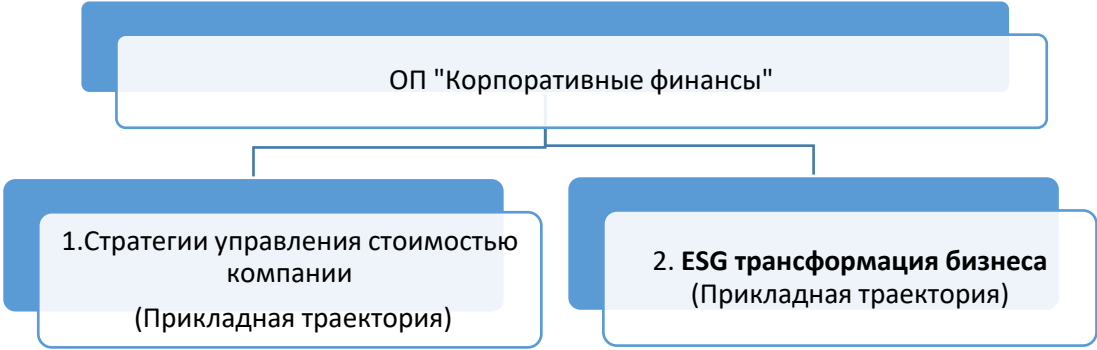 ОП "Корпоративные финансы"
1.Стратегии управления стоимостью
компании
(Прикладная траектория)
2. ESG трансформация бизнеса
(Прикладная траектория)